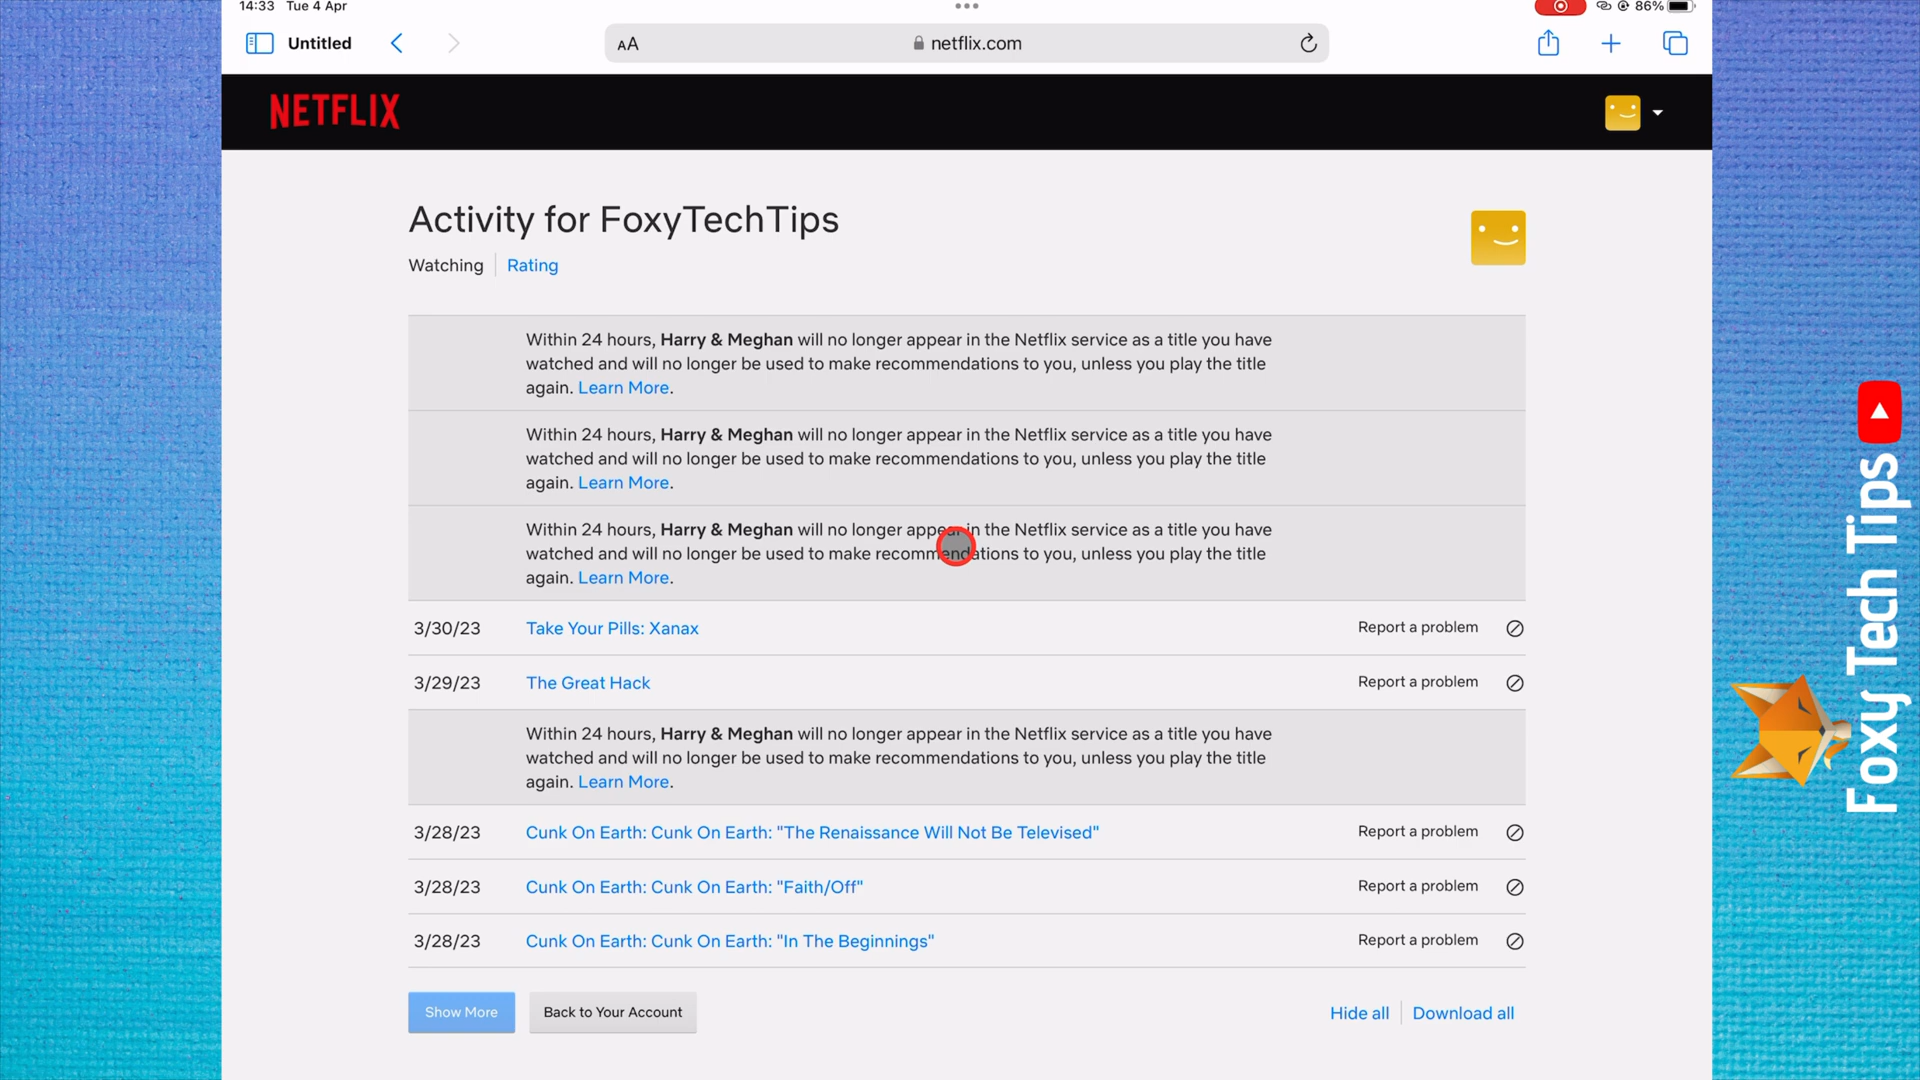 14:33 Tue 4 Apr
86%
Untitled
AA
netflix.com
NETFLIX
Activity for FoxyTechTips
Watching
Rating
Within 24 hours, Harry & Meghan will no longer appear in the Netflix service as a title you have
watched and will no longer be used to make recommendations to you, unless you play the title
again. Learn More.
Within 24 hours, Harry & Meghan will no longer appear in the Netflix service as a title you have
watched and will no longer be used to make recommendations to you, unless you play the title
again. Learn More.
Within 24 hours, Harry & Meghan will no longer appear in the Netflix service as a title you have
watched and will no longer be used to make recommendations to you, unless you play the title
again. Learn More.
3/30/23 Take Your Pills: Xanax Report a problem
3/29/23 The Great Hack Report a problem
Within 24 hours, Harry & Meghan will no longer appear in the Netflix service as a title you have
watched and will no longer be used to make recommendations to you, unless you play the title
again. Learn More.
3/28/23 Cunk On Earth: Cunk On Earth: "The Renaissance Will Not Be Televised" Report a problem
3/28/23 Cunk On Earth: Cunk On Earth: "Faith/Off" Report a problem
3/28/23 Cunk On Earth: Cunk On Earth: "In The Beginnings" Report a problem
Show More
Back to Your Account
Hide all
Download all
Foxy Tech Tips